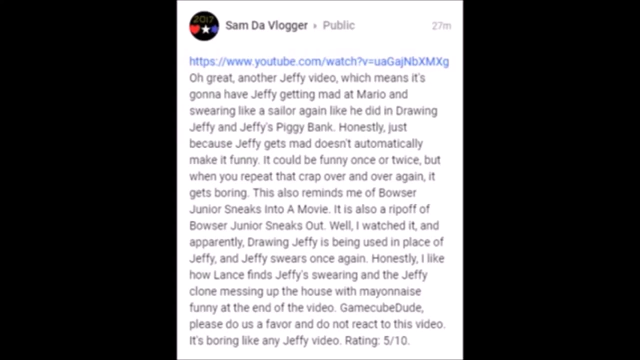 2017
Sam Da Vlogger ▸ Public 27m
https://www.youtube.com/watch?v=uaGajNbXMXg
Oh great, another Jeffy video, which means it's
gonna have Jeffy getting mad at Mario and
swearing like a sailor again like he did in Drawing
Jeffy and Jeffy's Piggy Bank. Honestly, just
because Jeffy gets mad doesn't automatically
make it funny. It could be funny once or twice, but
when you repeat that crap over and over again, it
gets boring. This also reminds me of Bowser
Junior Sneaks Into A Movie. It is also a ripoff of
Bowser Junior Sneaks Out. Well, I watched it, and
apparently, Drawing Jeffy is being used in place of
Jeffy, and Jeffy swears once again. Honestly, I like
how Lance finds Jeffy's swearing and the Jeffy
clone messing up the house with mayonnaise
funny at the end of the video. GamecubeDude,
please do us a favor and do not react to this video.
It's boring like any Jeffy video. Rating: 5/10.